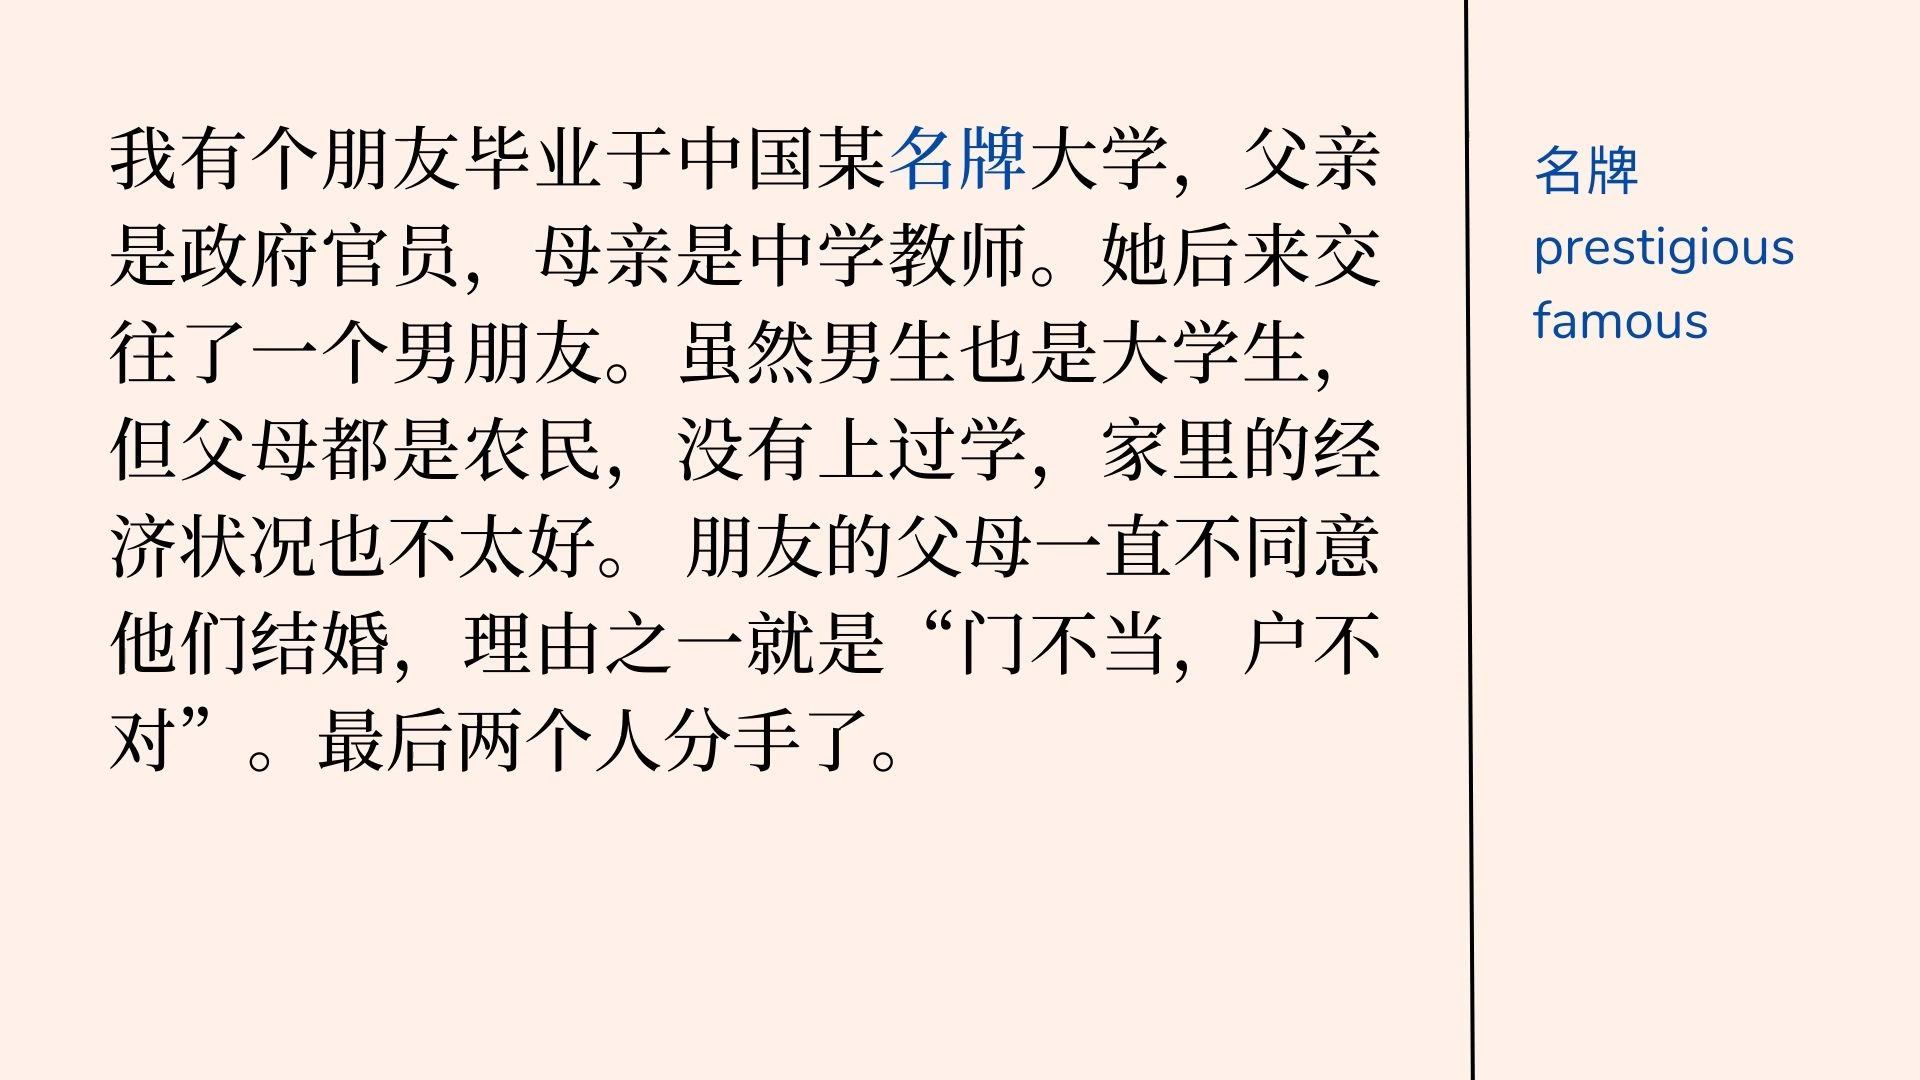 我有个朋友毕业于中国某名牌大学，父亲
是政府官员，母亲是中学教师。她后来交
往了一个男朋友。虽然男生也是大学生，
但父母都是农民，没有上过学，家里的经
济状况也不太好。 朋友的父母一直不同意
他们结婚，理由之一就是“门不当，户不
对”。最后两个人分手了。
名牌
prestigious
famous